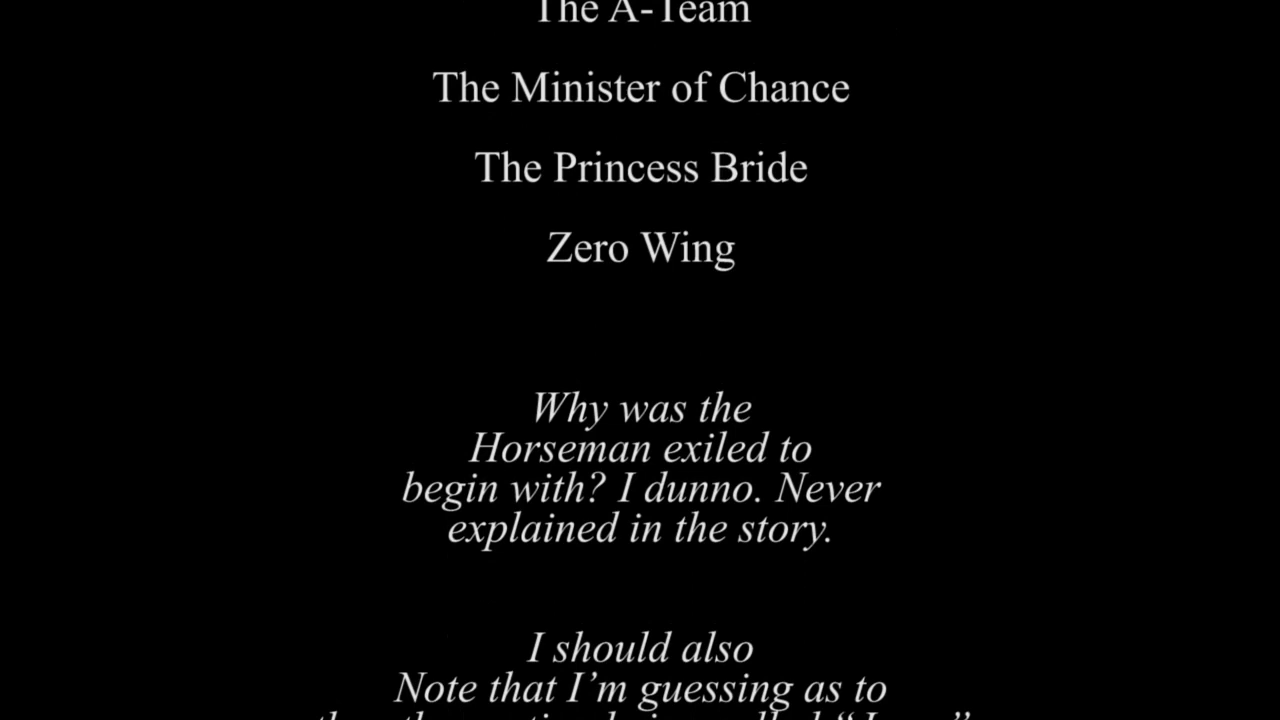 The A-Team
The Minister of Chance
The Princess Bride
Zero Wing
Why was the
Horseman exiled to
begin with? I dunno. Never
explained in the story.
I should also
Note that I’m guessing as to